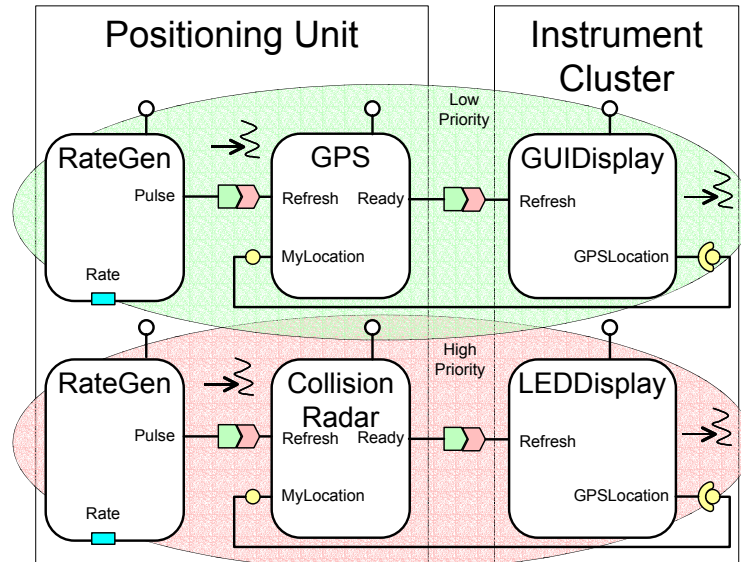 Positioning Unit
Instrument
Cluster
Low
Priority
RateGen
GPS
GUIDisplay
Pulse
Refresh
Ready
Refresh
MyLocation
GPSLocation
Rate
High
Priority
RateGen
Collision
Radar
LEDDisplay
Pulse
Refresh
Ready
Refresh
MyLocation
GPSLocation
Rate